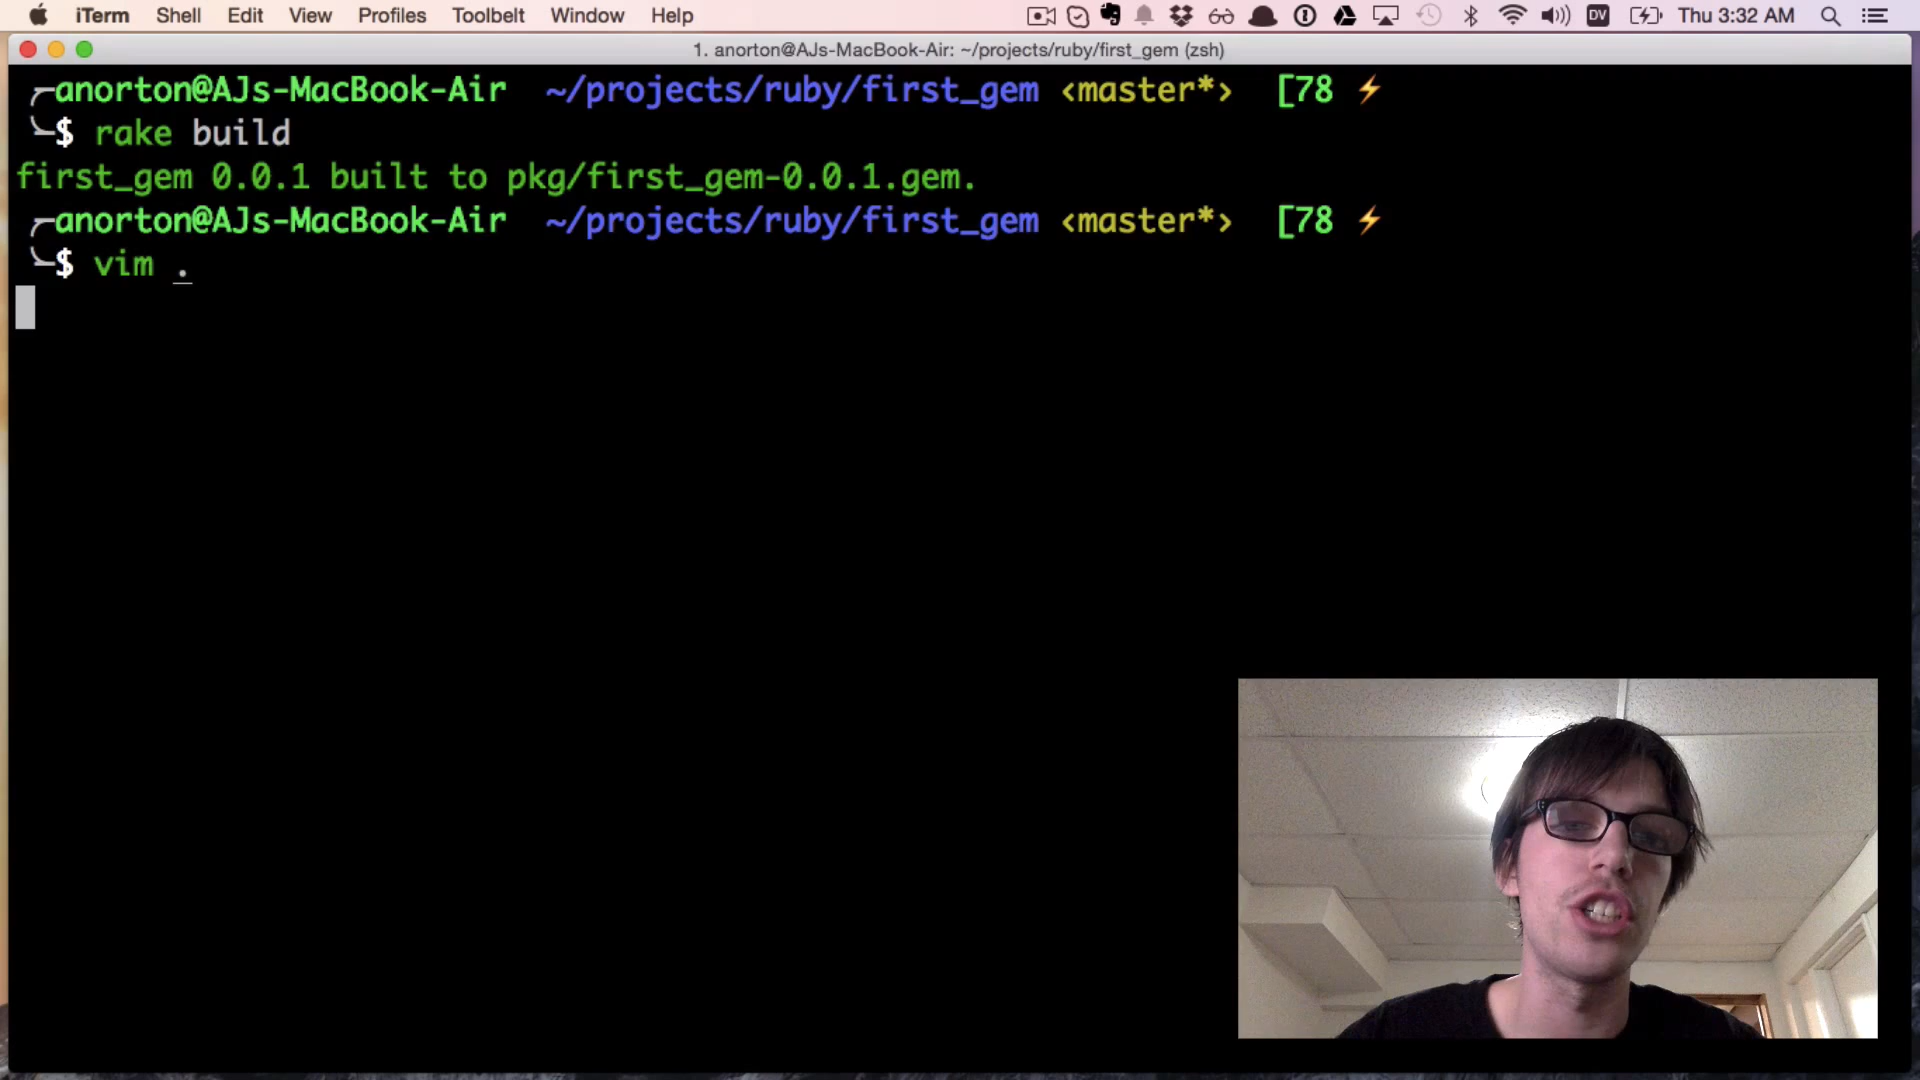 iTerm Shell Edit View Profiles Toolbelt Window Help DV Thu 3:32 AM
1. anorton@AJs-MacBook-Air: ~/projects/ruby/first_gem (zsh)
anorton@AJs-MacBook-Air ~/projects/ruby/first_gem ‹master*› [78 ⚡
$ rake build
first_gem 0.0.1 built to pkg/first_gem-0.0.1.gem.
anorton@AJs-MacBook-Air ~/projects/ruby/first_gem ‹master*› [78 ⚡
$ vim .